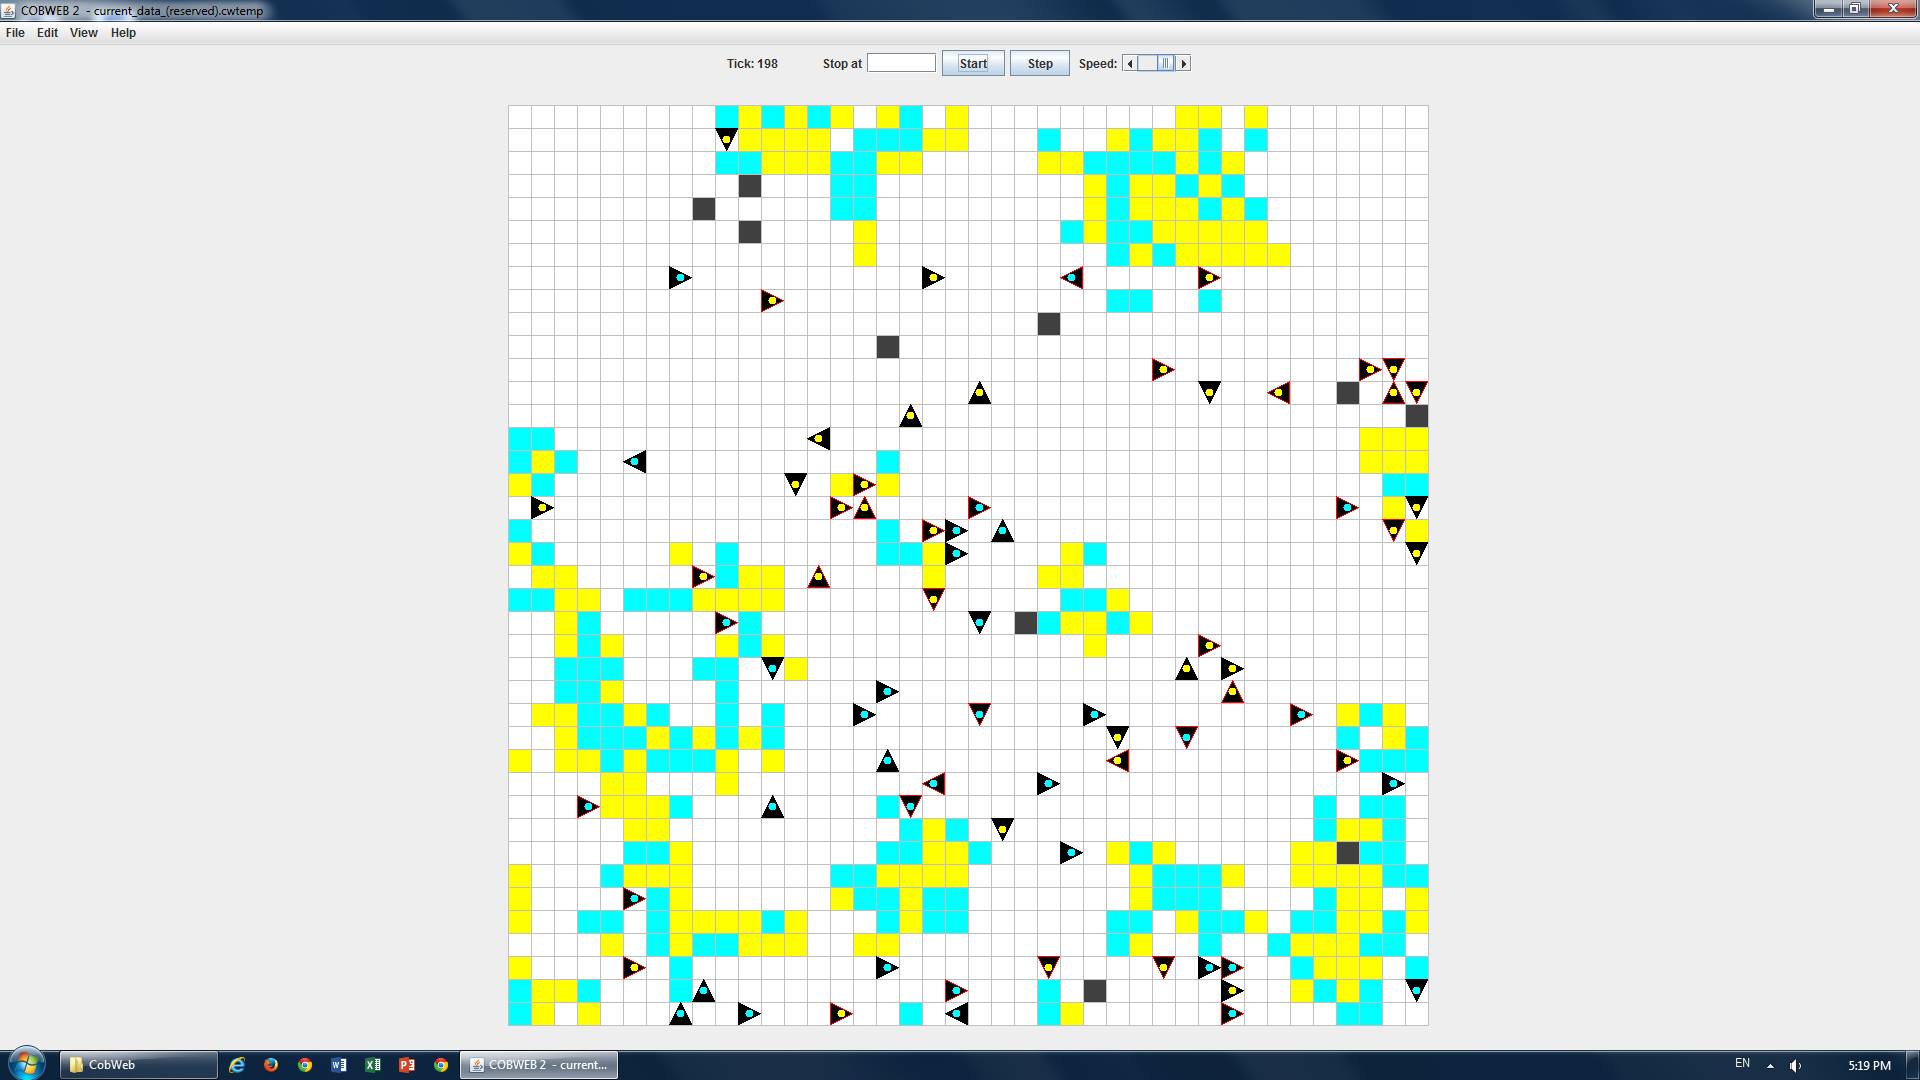 COBWEB 2  - current_data_(reserved).cwtemp
File Edit View Help
Tick: 198 Stop at Start Step Speed:
CobWeb COBWEB 2  - current... EN 5:19 PM